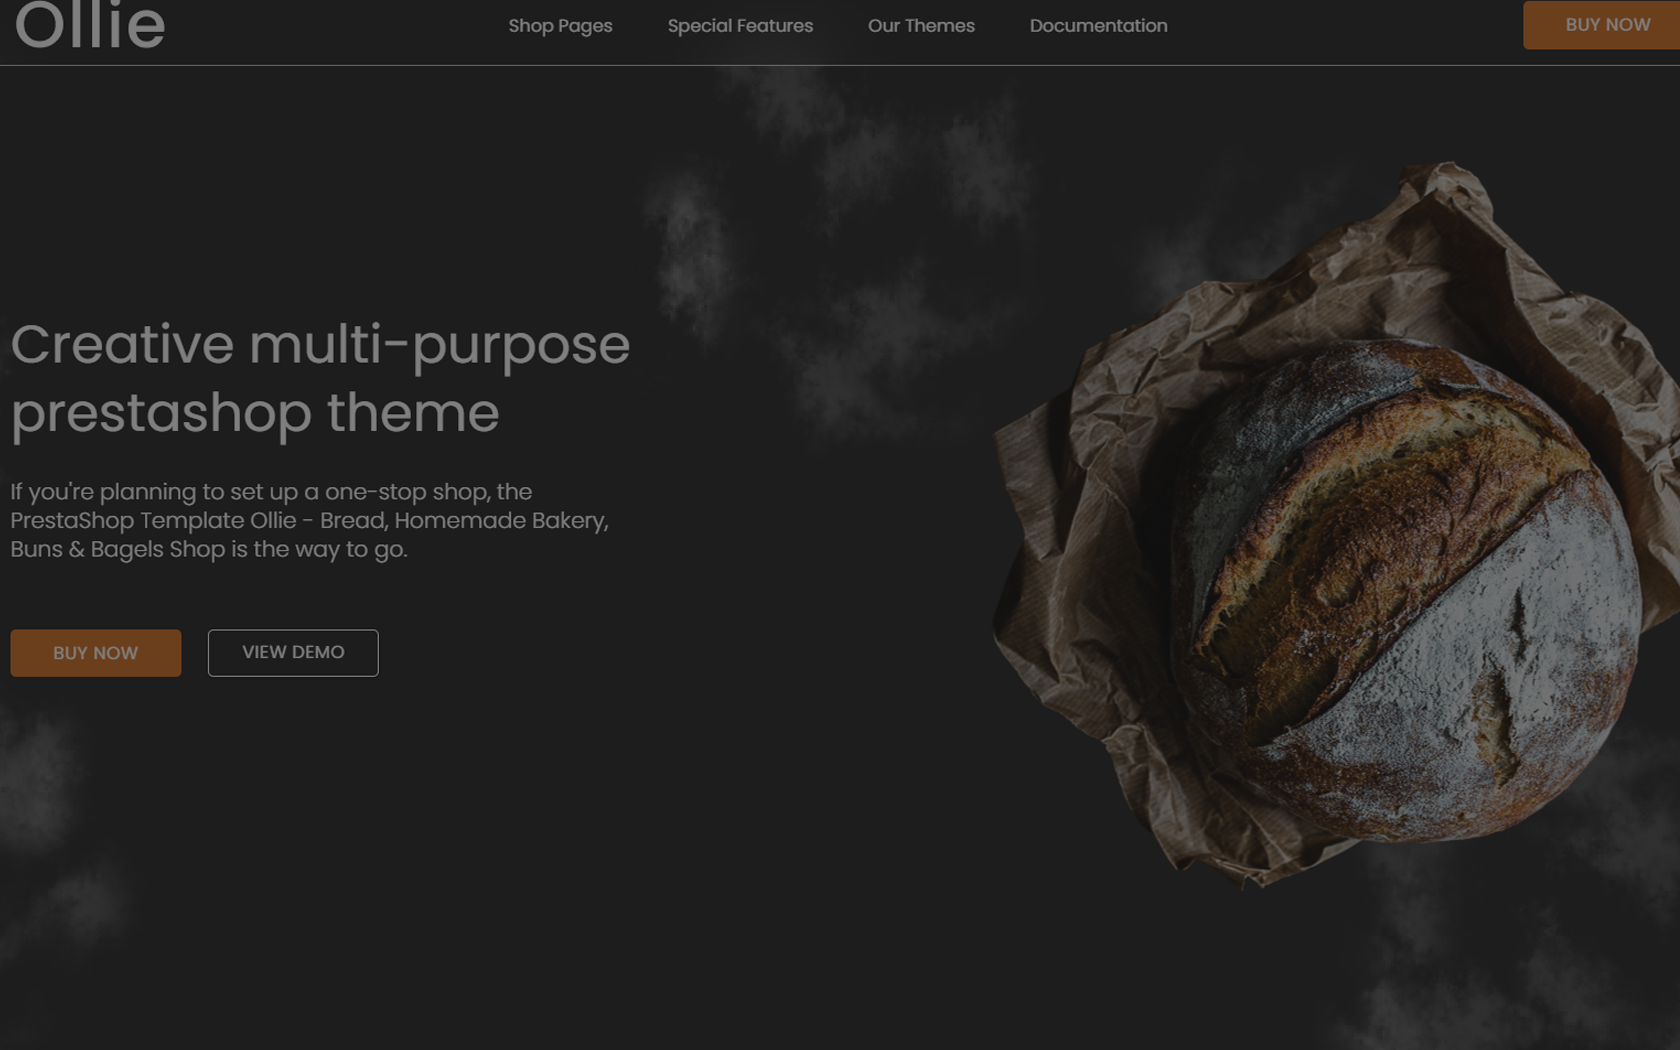 Ollie
Shop Pages
Special Features
Our Themes
Documentation
BUY NOW
Creative multi-purpose
prestashop theme
If you're planning to set up a one-stop shop, the
PrestaShop Template Ollie - Bread, Homemade Bakery,
Buns & Bagels Shop is the way to go.
BUY NOW
VIEW DEMO